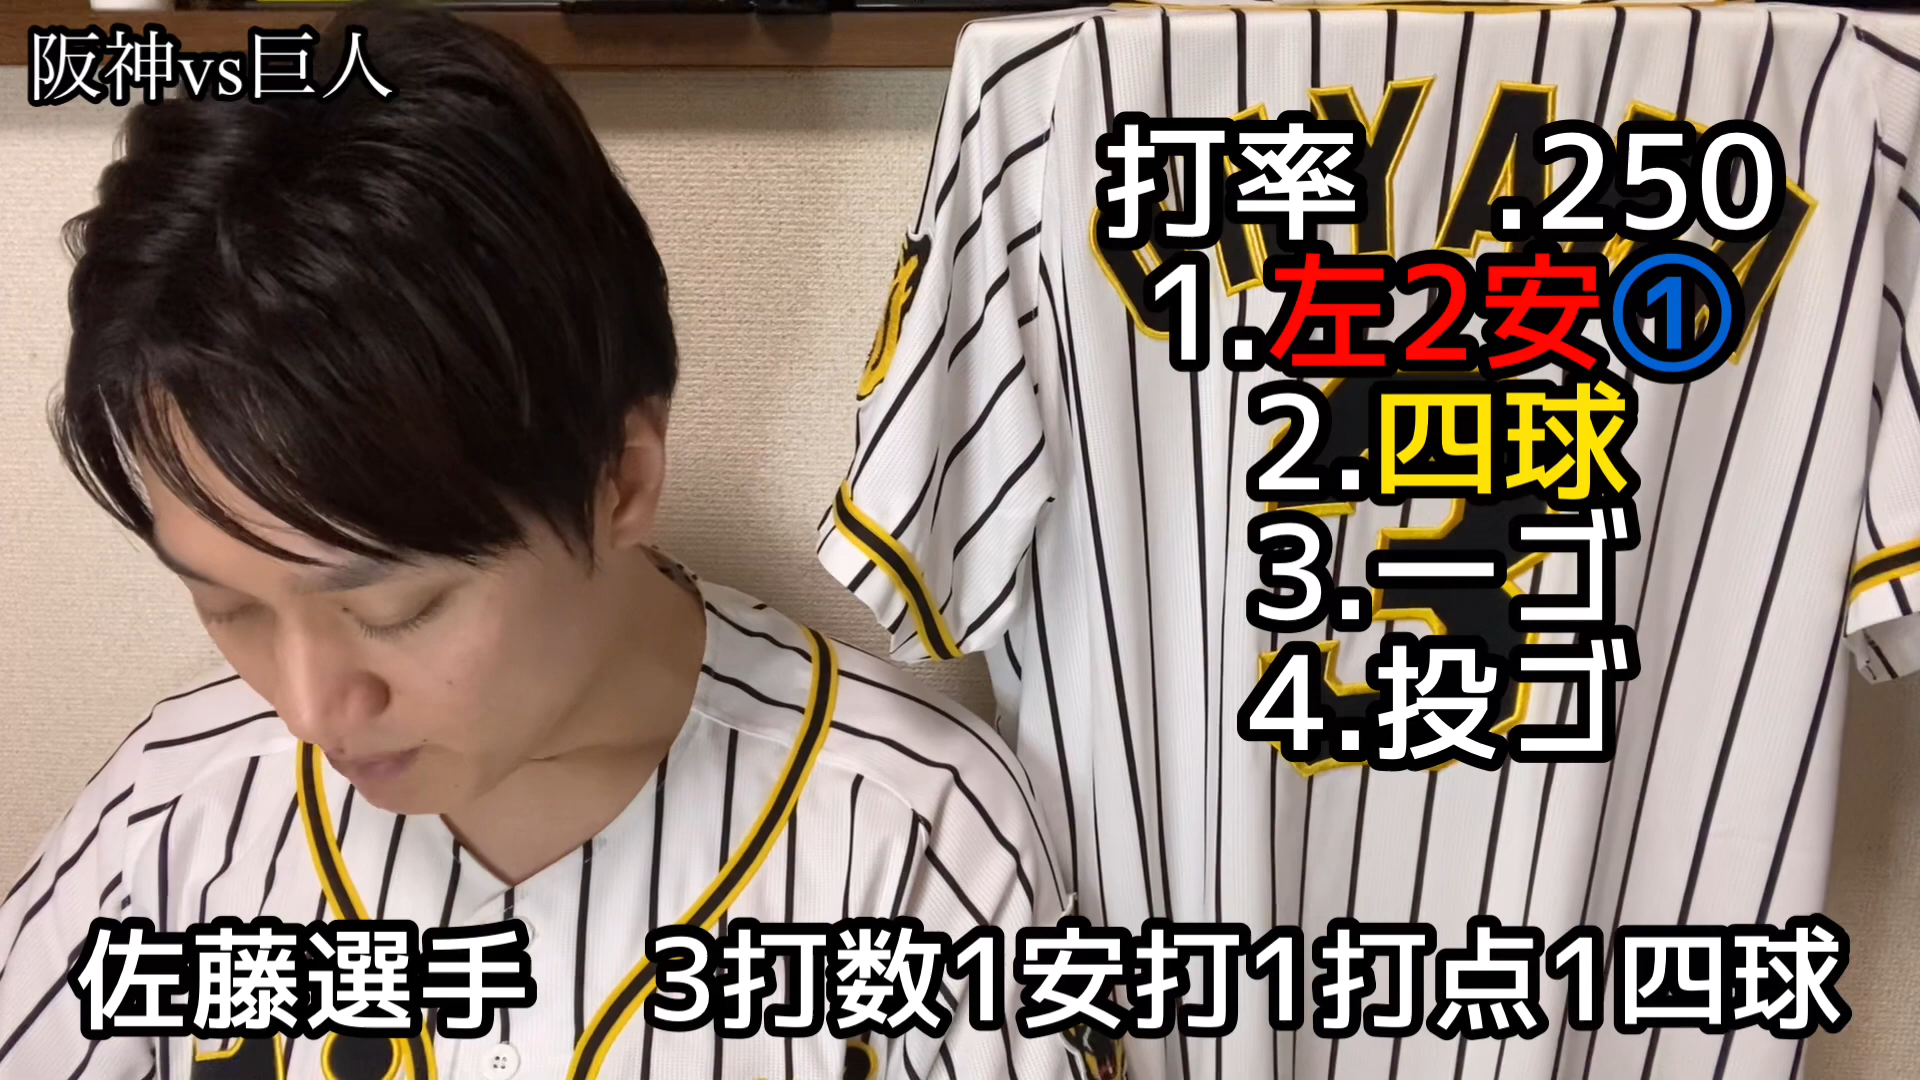 阪神vs巨人
打率 .250
1.左2安①
2.四球
3.一ゴ
4.投ゴ
佐藤選手 3打数1安打1打点1四球